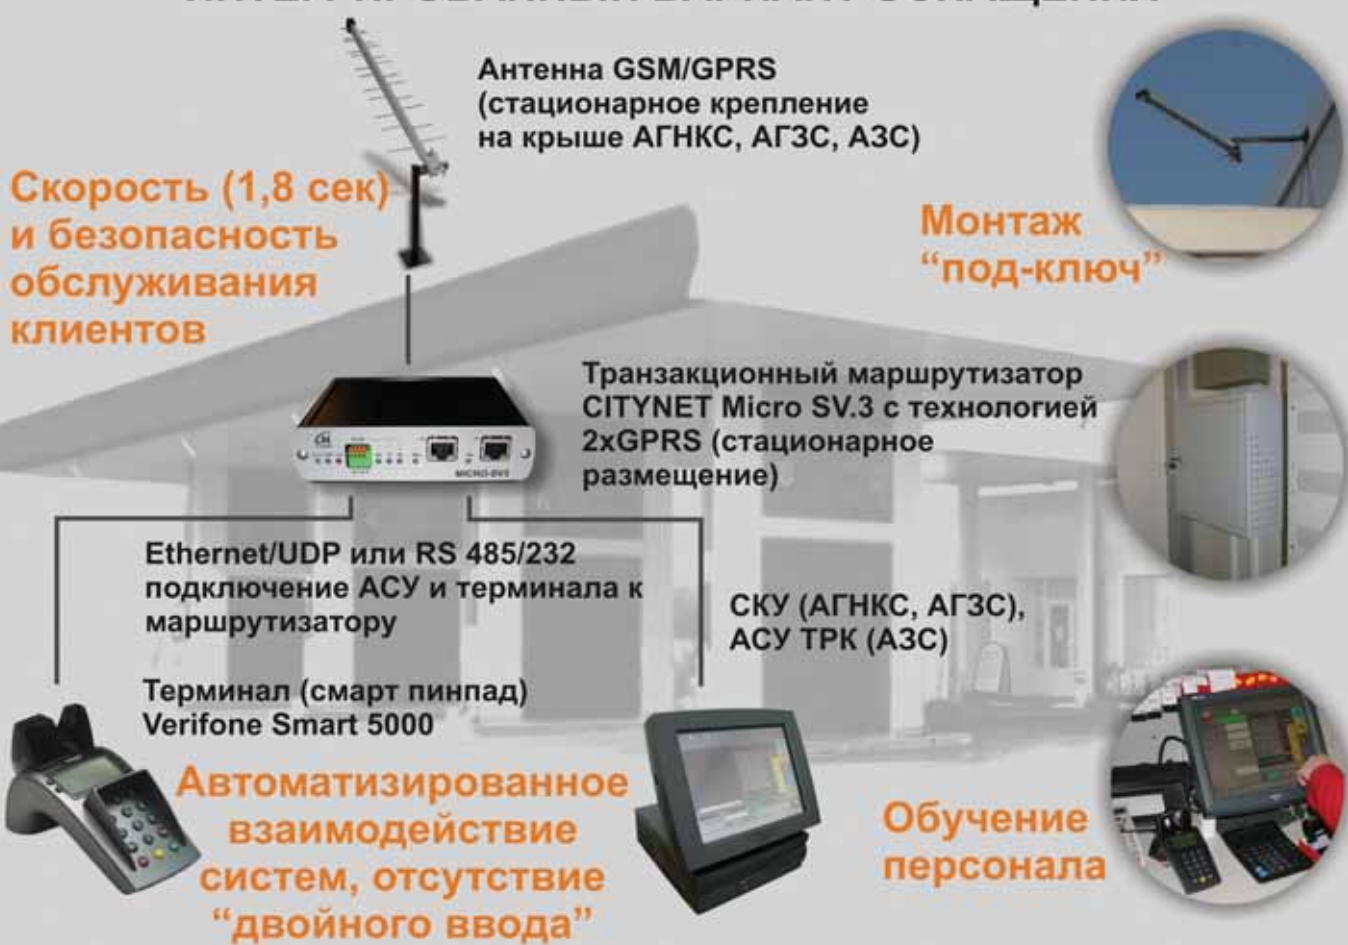 Антенна GSM/GPRS
(стационарное крепление
на крыше АГНКС, АГЗС, АЗС)
Скорость (1,8 сек)
и безопасность
обслуживания
клиентов
Монтаж
“под-ключ”
Транзакционный маршрутизатор
CITYNET Micro SV.3 с технологией
2xGPRS (стационарное
размещение)
MICRO-SV3
Ethernet/UDP или RS 485/232
подключение АСУ и терминала к
маршрутизатору
СКУ (АГНКС, АГЗС),
АСУ ТРК (АЗС)
Терминал (смарт пинпад)
Verifone Smart 5000
Автоматизированное
взаимодействие
систем, отсутствие
“двойного ввода”
Обучение
персонала